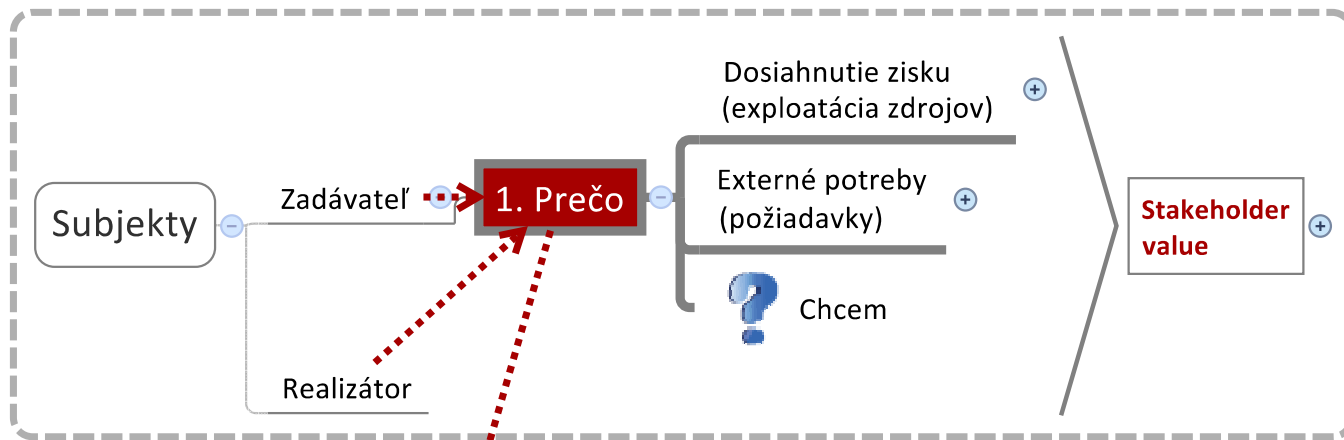 Subjekty
Zadávateľ
Realizátor
1. Prečo
Dosiahnutie zisku
(exploatácia zdrojov)
Externé potreby
(požiadavky)
Chcem
Stakeholder
value